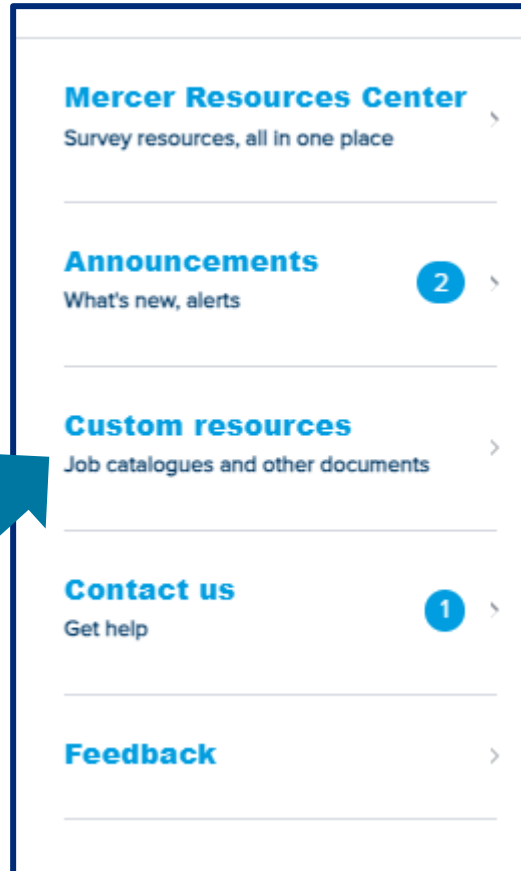 Mercer Resources Center
Survey resources, all in one place
Announcements
2
What's new, alerts
Custom resources
Job catalogues and other documents
Contact us
1
Get help
Feedback